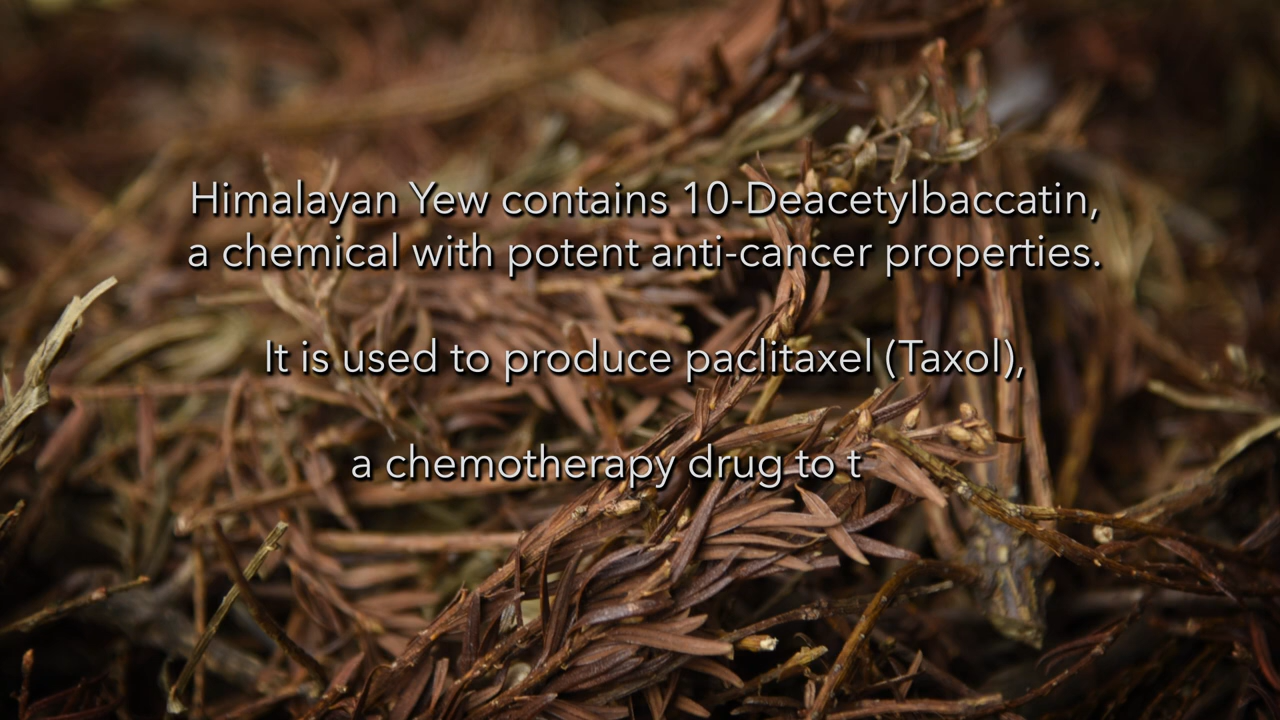 Himalayan Yew contains 10-Deacetylbaccatin,
a chemical with potent anti-cancer properties.
It is used to produce paclitaxel (Taxol),
a chemotherapy drug to t